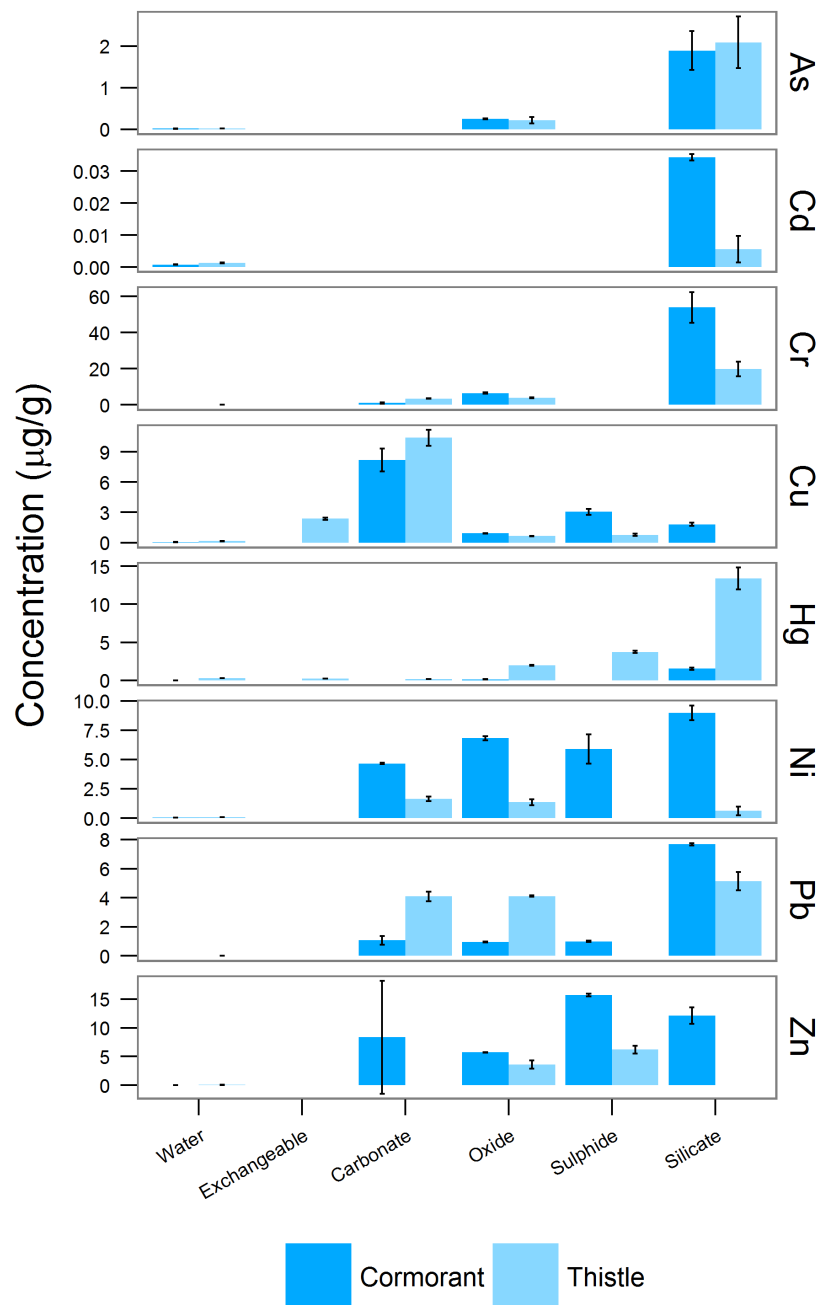 Concentration (µg/g)
2
1
0
As
0.03
0.02
0.01
0.00
Cd
60
40
20
0
Cr
9
6
3
0
Cu
15
10
5
0
Hg
10.0
7.5
5.0
2.5
0.0
Ni
8
6
4
2
0
Pb
15
10
5
0
Zn
Water
Exchangeable
Carbonate
Oxide
Sulphide
Silicate
Cormorant
Thistle